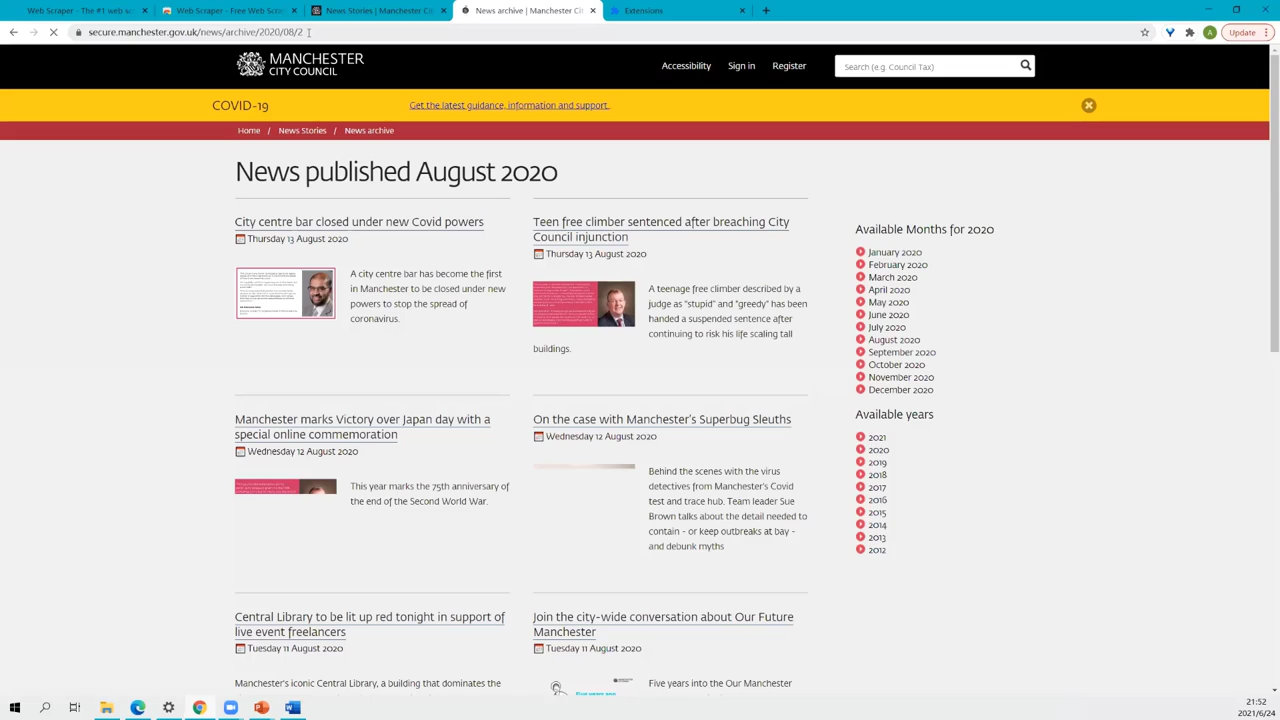 Web Scraper - The #1 web sc
Web Scraper - Free Web Scra
News Stories | Manchester Ci
News archive | Manchester Cit
Extensions
secure.manchester.gov.uk/news/archive/2020/08/2
A
Update
MANCHESTER
CITY COUNCIL
Accessibility
Sign in
Register
Search (e.g. Council Tax)
COVID-19
Get the latest guidance, information and support.
Home / News Stories / News archive
News published August 2020
City centre bar closed under new Covid powers
Thursday 13 August 2020
A city centre bar has become the first
in Manchester to be closed under new
powers to stop the spread of
coronavirus.
Teen free climber sentenced after breaching City
Council injunction
Thursday 13 August 2020
A teenage free climber described by a
judge as "stupid" and "greedy" has been
handed a suspended sentence after
continuing to risk his life scaling tall
buildings.
Manchester marks Victory over Japan day with a
special online commemoration
Wednesday 12 August 2020
This year marks the 75th anniversary of
the end of the Second World War.
On the case with Manchester's Superbug Sleuths
Wednesday 12 August 2020
Behind the scenes with the virus
detectives from Manchester's Covid
test and trace hub. Team leader Sue
Brown talks about the detail needed to
contain - or keep outbreaks at bay -
and debunk myths
Central Library to be lit up red tonight in support of
live event freelancers
Tuesday 11 August 2020
Manchester's iconic Central Library, a building that dominates the
Join the city-wide conversation about Our Future
Manchester
Tuesday 11 August 2020
Five years into the Our Manchester
Available Months for 2020
January 2020
February 2020
March 2020
April 2020
May 2020
June 2020
July 2020
August 2020
September 2020
October 2020
November 2020
December 2020
Available years
2021
2020
2019
2018
2017
2016
2015
2014
2013
2012
21:52
2021/6/24